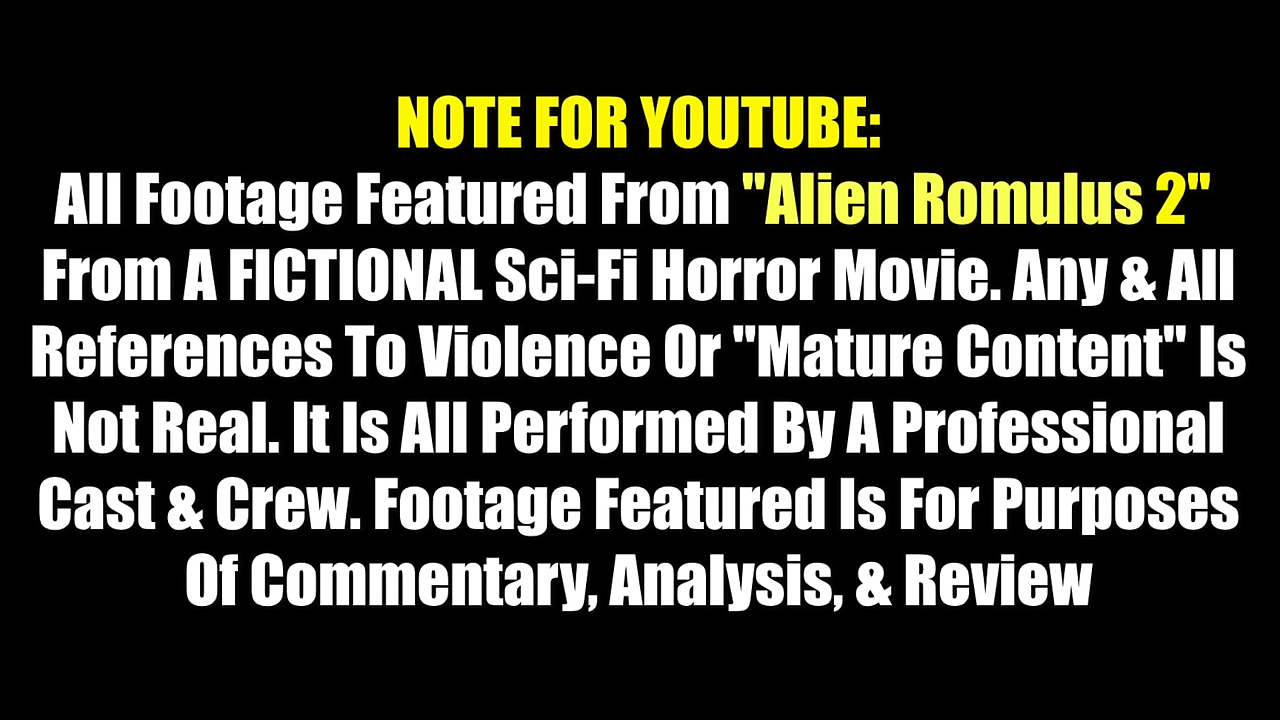 NOTE FOR YOUTUBE:
All Footage Featured From "Alien Romulus 2"
From A FICTIONAL Sci-Fi Horror Movie. Any & All
References To Violence Or "Mature Content" Is
Not Real. It Is All Performed By A Professional
Cast & Crew. Footage Featured Is For Purposes
Of Commentary, Analysis, & Review